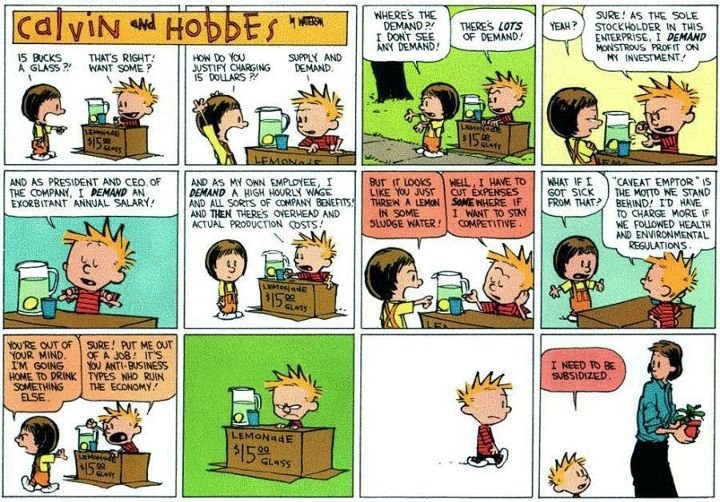 Calvin and HObbEs by WATTERSON
15 BUCKS
A GLASS?!
THAT'S RIGHT!
WANT SOME?
LEMONadE
$15.00
GLaSS
HOW DO YOU
JUSTIFY CHARGING
15 DOLLARS?!
SUPPLY AND
DEMAND.
LEMONadE
WHERE'S THE
DEMAND?!
I DON'T SEE
ANY DEMAND!
THERE'S LOTS
OF DEMAND!
LEMONadE
$15.00
GLaSS
YEAH?
SURE! AS THE SOLE
STOCKHOLDER IN THIS
ENTERPRISE, I DEMAND
MONSTROUS PROFIT ON
MY INVESTMENT!
LEM
AND AS PRESIDENT AND CEO OF
THE COMPANY, I DEMAND AN
EXORBITANT ANNUAL SALARY!
AND AS MY OWN EMPLOYEE, I
DEMAND A HIGH HOURLY WAGE
AND ALL SORTS OF COMPANY BENEFITS!
AND THEN THERE'S OVERHEAD AND
ACTUAL PRODUCTION COSTS!
LEMONadE
$15.00
GLaSS
BUT IT LOOKS
LIKE YOU JUST
THREW A LEMON
IN SOME
SLUDGE WATER!
WELL, I HAVE TO
CUT EXPENSES
SOMEWHERE IF
I WANT TO STAY
COMPETITIVE.
WHAT IF I
GOT SICK
FROM THAT?
"CAVEAT EMPTOR" IS
THE MOTTO WE STAND
BEHIND! I'D HAVE
TO CHARGE MORE IF
WE FOLLOWED HEALTH
AND ENVIRONMENTAL
REGULATIONS.
YOU'RE OUT OF
YOUR MIND.
I'M GOING
HOME TO DRINK
SOMETHING
ELSE.
SURE! PUT ME OUT
OF A JOB! IT'S
YOU ANTI-BUSINESS
TYPES WHO RUIN
THE ECONOMY!
LEMONadE
$15.00
GLaSS
LEMONadE
$15.00
GLaSS
I NEED TO BE
SUBSIDIZED.